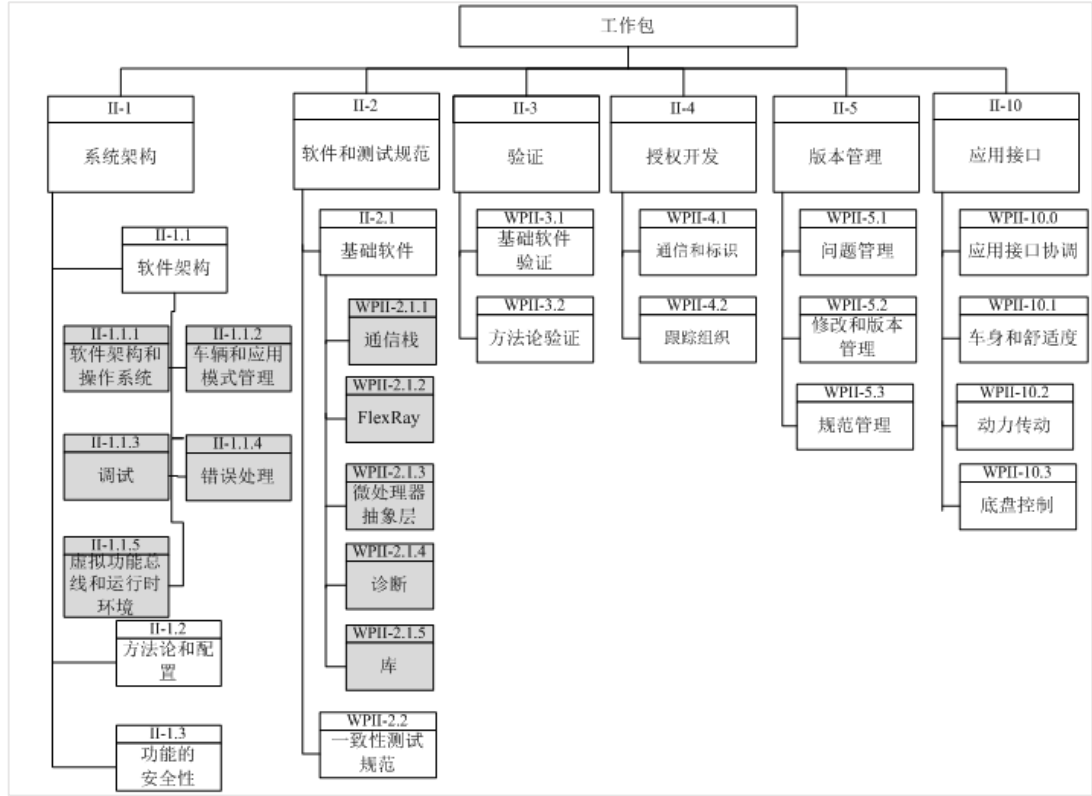 工作包
II-1
系统架构
II-1.1
软件架构
II-1.1.1
软件架构和
操作系统
II-1.1.2
车辆和应用
模式管理
II-1.1.3
调试
II-1.1.4
错误处理
II-1.1.5
虚拟功能总
线和运行时
环境
II-1.2
方法论和配
置
II-1.3
功能的
安全性
II-2
软件和测试规范
II-2.1
基础软件
WPII-2.1.1
通信栈
WPII-2.1.2
FlexRay
WPII-2.1.3
微处理器
抽象层
WPII-2.1.4
诊断
WPII-2.1.5
库
WPII-2.2
一致性测试
规范
II-3
验证
WPII-3.1
基础软件
验证
WPII-3.2
方法论验证
II-4
授权开发
WPII-4.1
通信和标识
WPII-4.2
跟踪组织
II-5
版本管理
WPII-5.1
问题管理
WPII-5.2
修改和版本
管理
WPII-5.3
规范管理
II-10
应用接口
WPII-10.0
应用接口协调
WPII-10.1
车身和舒适度
WPII-10.2
动力传动
WPII-10.3
底盘控制